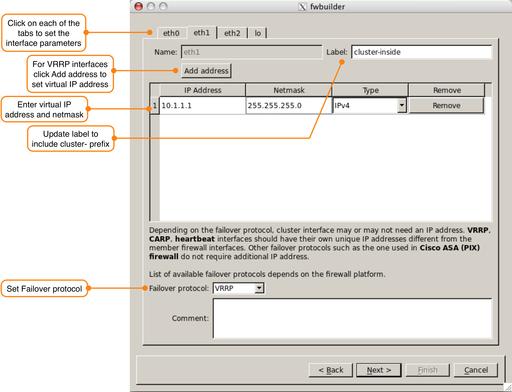 fwbuilder
Click on each of the
tabs to set the
interface parameters
eth0
eth1
eth2
lo
Name:
eth1
Label:
cluster-inside
For VRRP interfaces
click Add address to
set virtual IP address
Add address
IP Address
Netmask
Type
Remove
Enter virtual IP
address and netmask
1
10.1.1.1
255.255.255.0
IPv4
Remove
Update label to
include cluster- prefix
Depending on the failover protocol, cluster interface may or may not need an IP address. VRRP,
CARP, heartbeat interfaces should have their own unique IP addresses different from the
member firewall interfaces. Other failover protocols such as the one used in Cisco ASA (PIX)
firewall do not require additional IP address.
List of available failover protocols depends on the firewall platform.
Set Failover protocol
Failover protocol:
VRRP
Comment:
< Back
Next >
Finish
Cancel